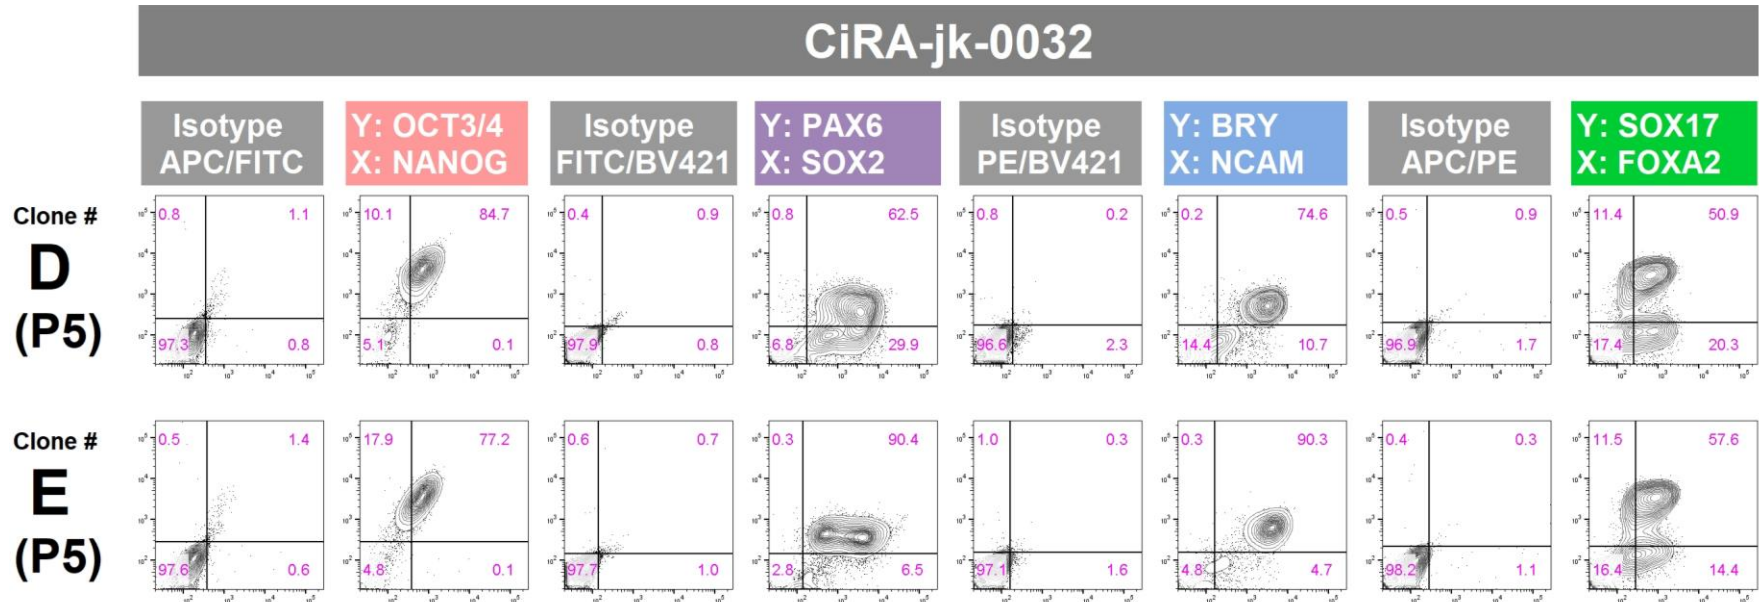 CiRA-jk-0032
Isotype
APC/FITC
Y: OCT3/4
X: NANOG
Isotype
FITC/BV421
Y: PAX6
X: SOX2
Isotype
PE/BV421
Y: BRY
X: NCAM
Isotype
APC/PE
Y: SOX17
X: FOXA2
Clone #
D
(P5)
0.8 1.1
97.3 0.8
10.1 84.7
5.1 0.1
0.4 0.9
97.9 0.8
0.8 62.5
6.8 29.9
0.8 0.2
96.6 2.3
0.2 74.6
14.4 10.7
0.5 0.9
96.9 1.7
11.4 50.9
17.4 20.3
Clone #
E
(P5)
0.5 1.4
97.6 0.6
17.9 77.2
4.8 0.1
0.6 0.7
97.7 1.0
0.3 90.4
2.8 6.5
1.0 0.3
97.1 1.6
0.3 90.3
4.8 4.7
0.4 0.3
98.2 1.1
11.5 57.6
16.4 14.4